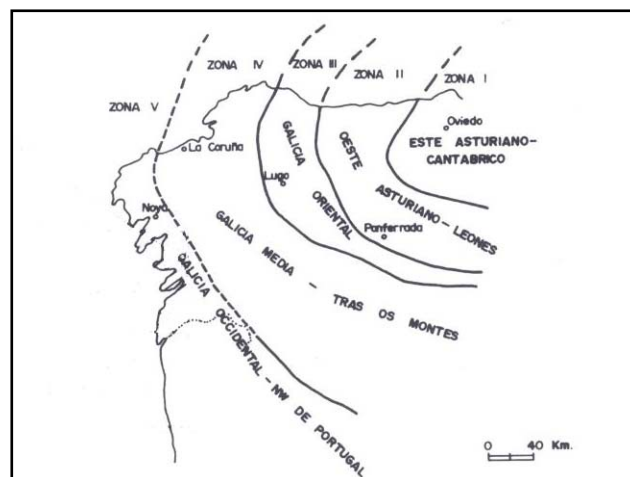 ZONA V
ZONA IV
ZONA III
ZONA II
ZONA I
La Coruña
Noya
Lugo
Oviedo
Ponferrada
ESTE ASTURIANO-
CANTABRICO
OESTE
ASTURIANO - LEONES
GALICIA
ORIENTAL
GALICIA MEDIA - TRAS OS MONTES
GALICIA
OCCIDENTAL - NW DE PORTUGAL
0 40 Km.